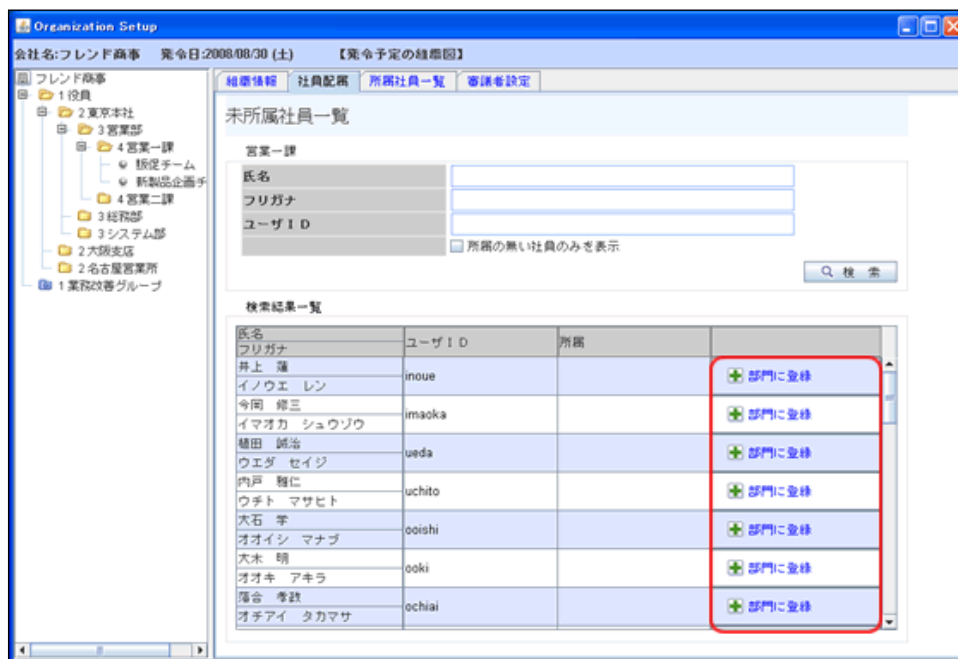 Organization Setup
会社名:フレンド商事 発令日:2008/08/30 (土) 【発令予定の組織図】
フレンド商事
1 役員
2 東京本社
3 営業部
4 営業一課
販促チーム
新製品企画チ
4 営業二課
3 総務部
3 システム部
2 大阪支店
2 名古屋営業所
1 業務改善グループ
組織情報 社員配属 所属社員一覧 審議者設定
未所属社員一覧
営業一課
氏名
フリガナ
ユーザID
所属の無い社員のみを表示
検 索
検索結果一覧
氏名
フリガナ
ユーザID
所属
井上 蓮
イノウエ レン
inoue
部門に登録
今岡 修三
イマオカ シュウゾウ
imaoka
部門に登録
植田 誠治
ウエダ セイジ
ueda
部門に登録
内戸 雅仁
ウチト マサヒト
uchito
部門に登録
大石 学
オオイシ マナブ
ooishi
部門に登録
大木 明
オオキ アキラ
ooki
部門に登録
落合 孝政
オチアイ タカマサ
ochiai
部門に登録